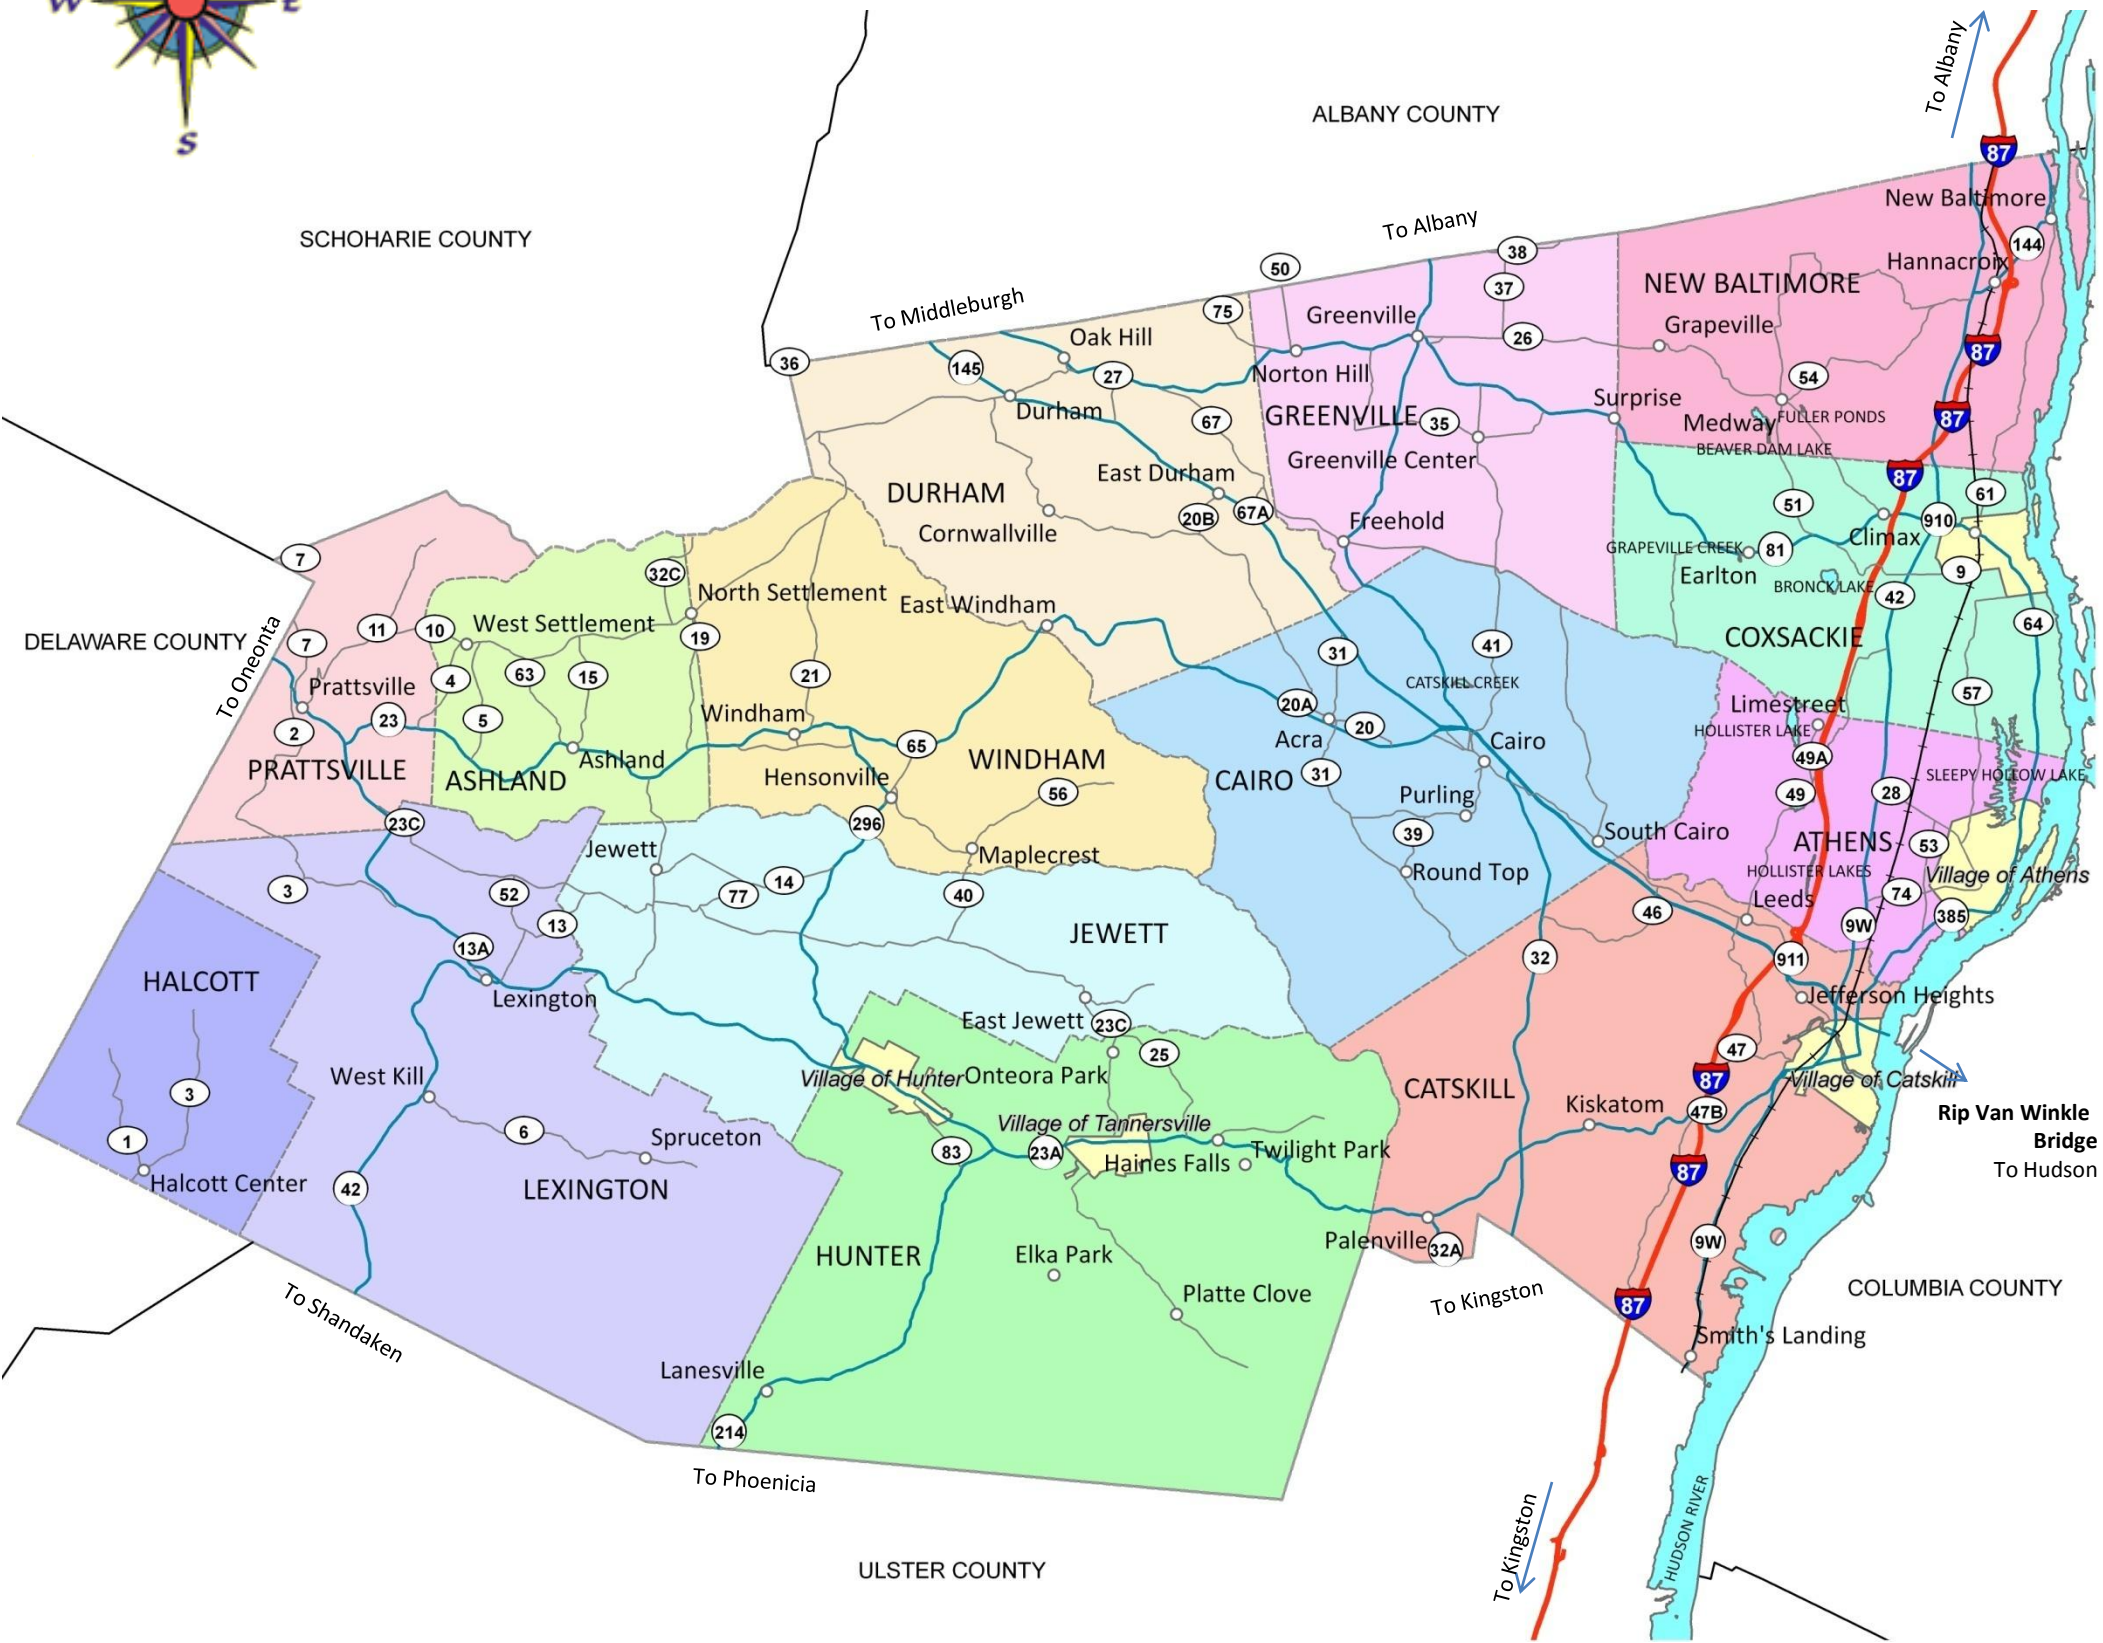 W
E
S
To Albany
ALBANY COUNTY
87
SCHOHARIE COUNTY
To Albany
New Baltimore
144
38
50
Hannacroix
37
NEW BALTIMORE
To Middleburgh
75
Greenville
Grapeville
26
Oak Hill
87
36
145
27
Norton Hill
54
Surprise
Durham
67
GREENVILLE
35
Medway
FULLER PONDS
87
BEAVER DAM LAKE
Greenville Center
East Durham
87
DURHAM
61
51
20B
67A
Freehold
910
Cornwallville
Climax
GRAPEVILLE CREEK
81
7
Earlton
9
32C
BRONCK LAKE
42
North Settlement
East Windham
West Settlement
64
11
10
19
COXSACKIE
DELAWARE COUNTY
To Oneonta
7
31
41
4
63
15
21
CATSKILL CREEK
57
Prattsville
20A
Limestreet
23
5
Windham
20
HOLLISTER LAKE
2
65
Acra
Cairo
49A
Ashland
WINDHAM
PRATTSVILLE
ASHLAND
Hensonville
CAIRO
31
SLEEPY HOLLOW LAKE
56
Purling
49
28
23C
296
39
South Cairo
ATHENS
53
Jewett
Maplecrest
Round Top
HOLLISTER LAKES
Village of Athens
3
52
77
14
40
Leeds
74
46
385
13
JEWETT
9W
13A
32
911
HALCOTT
Lexington
Jefferson Heights
East Jewett
23C
25
47
West Kill
Village of Hunter
Onteora Park
87
Village of Catskill
CATSKILL
3
Kiskatom
47B
Rip Van Winkle
Bridge
To Hudson
Village of Tannersville
6
1
Spruceton
83
23A
Haines Falls
Twilight Park
87
Halcott Center
42
LEXINGTON
Palenville
32A
9W
HUNTER
Elka Park
Platte Clove
To Kingston
87
COLUMBIA COUNTY
To Shandaken
Smith's Landing
Lanesville
214
To Phoenicia
To Kingston
HUDSON RIVER
ULSTER COUNTY